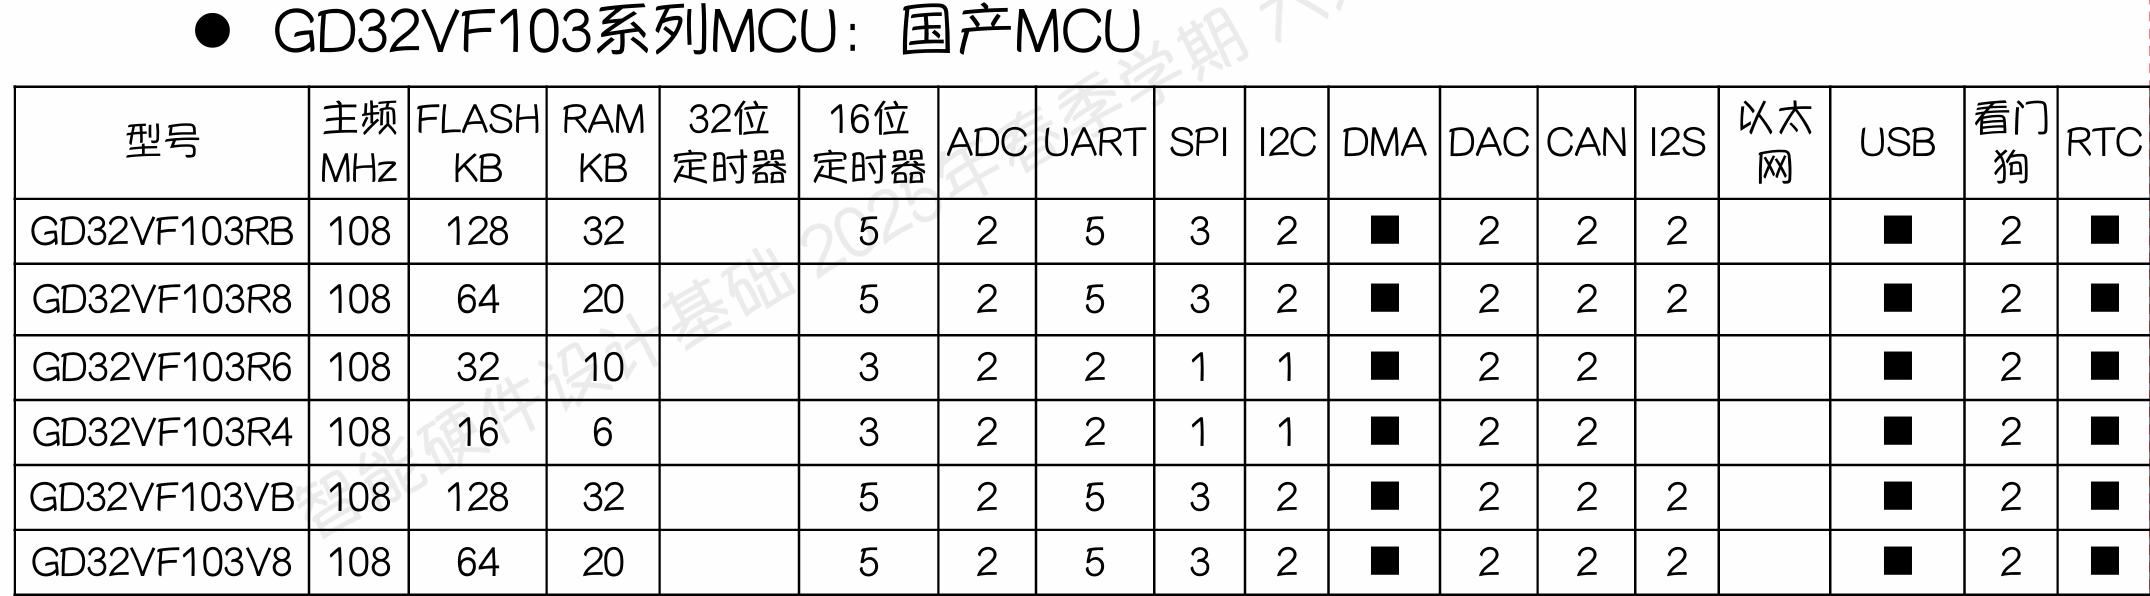 ● GD32VF103系列MCU：国产MCU
型号 主频MHz FLASH KB RAM KB 32位定时器 16位定时器 ADC UART SPI I2C DMA DAC CAN I2S 以太网 USB 看门狗 RTC
GD32VF103RB 108 128 32 5 2 5 3 2 ■ 2 2 2 ■ 2 ■
GD32VF103R8 108 64 20 5 2 5 3 2 ■ 2 2 2 ■ 2 ■
GD32VF103R6 108 32 10 3 2 2 1 1 ■ 2 2 ■ 2 ■
GD32VF103R4 108 16 6 3 2 2 1 1 ■ 2 2 ■ 2 ■
GD32VF103VB 108 128 32 5 2 5 3 2 ■ 2 2 2 ■ 2 ■
GD32VF103V8 108 64 20 5 2 5 3 2 ■ 2 2 2 ■ 2 ■
智能硬件设计基础 2025年春季学期